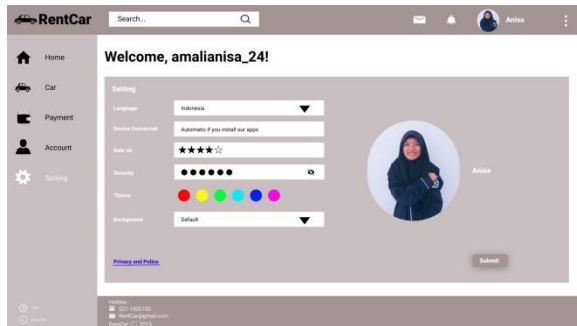 RentCar
Search...
Anisa
Home
Car
Payment
Account
Setting
Welcome, amalianisa_24!
Setting
Language
Indonesia
Device Connected
Automatic if you install our apps
Rate Us
Security
Theme
Background
Default
Anisa
Privacy and Police
Submit
Hotline :
021-1502100
RentCar@gmail.com
RentCar © 2019